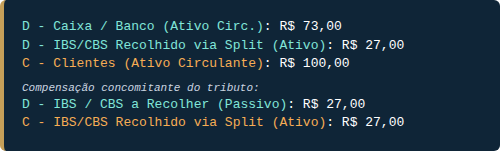 D - Caixa / Banco (Ativo Circ.): R$ 73,00
D - IBS/CBS Recolhido via Split (Ativo): R$ 27,00
C - Clientes (Ativo Circulante): R$ 100,00
Compensação concomitante do tributo:
D - IBS / CBS a Recolher (Passivo): R$ 27,00
C - IBS/CBS Recolhido via Split (Ativo): R$ 27,00